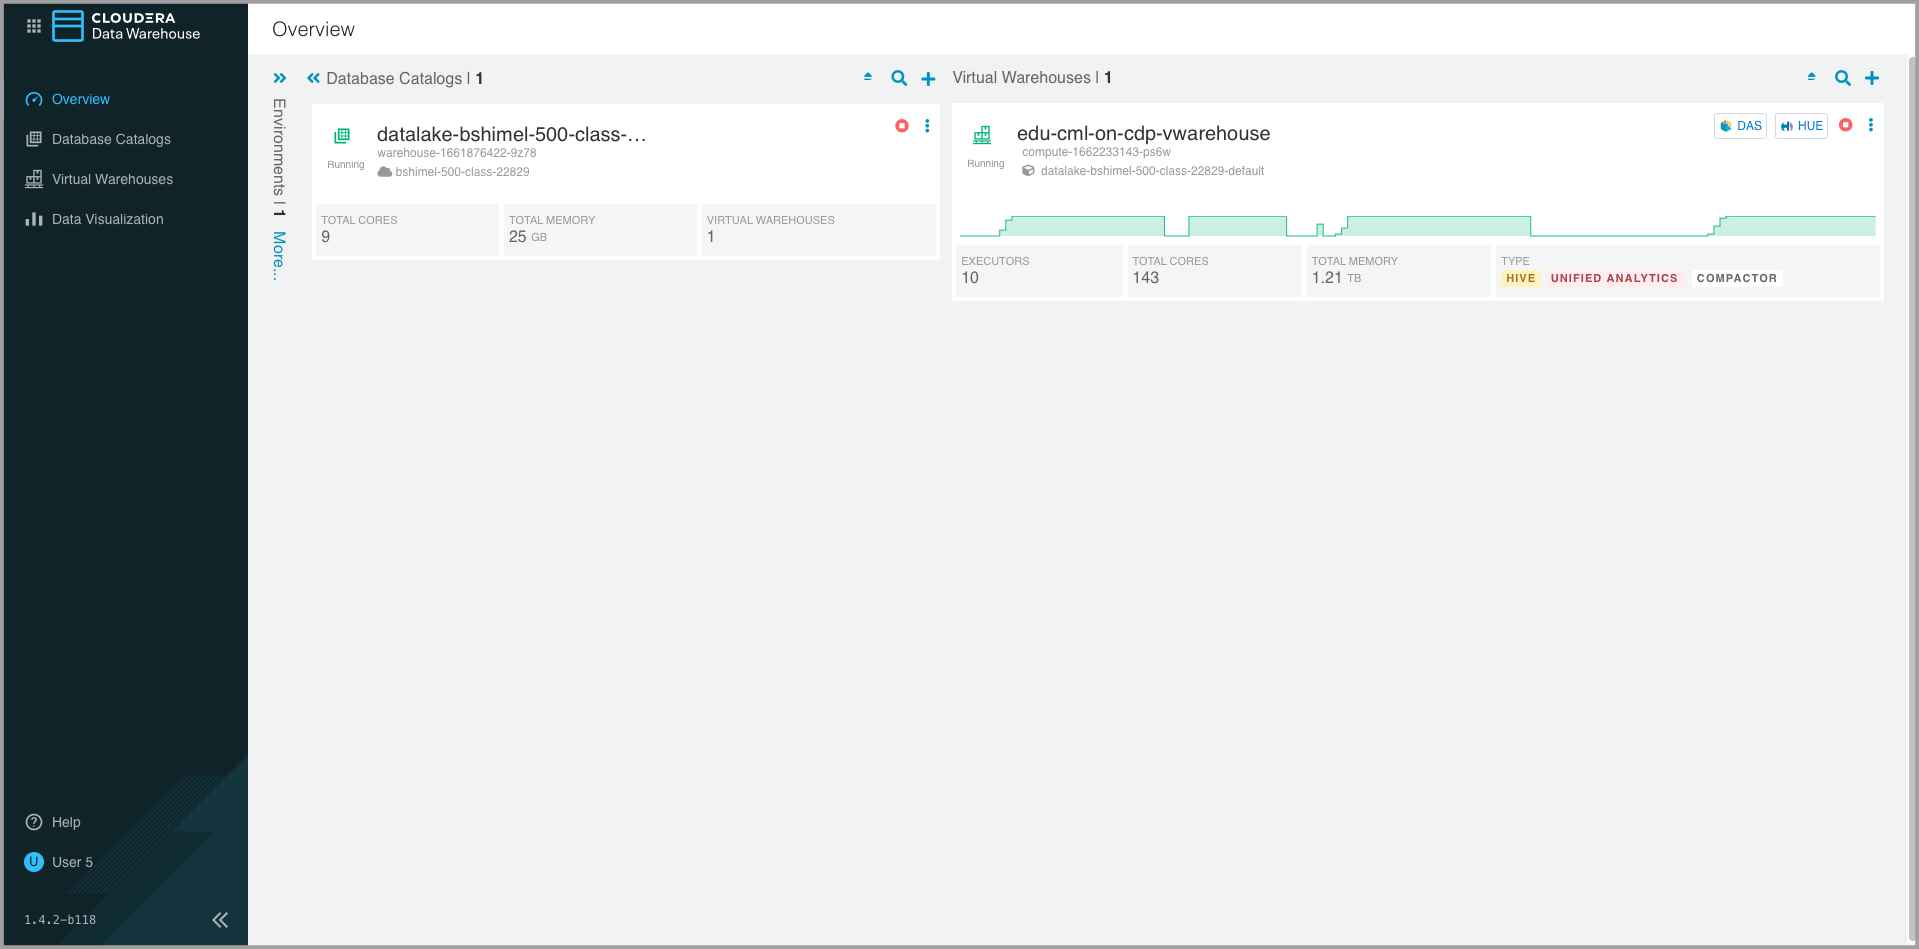 CLOUDERA
Data Warehouse
Overview
Database Catalogs
Virtual Warehouses
Data Visualization
Help
U User 5
1.4.2-b118
Overview
Environments | 1 More...
Database Catalogs | 1
datalake-bshimel-500-class-...
warehouse-1661876422-9z78
Running
bshimel-500-class-22829
TOTAL CORES
9
TOTAL MEMORY
25 GB
VIRTUAL WAREHOUSES
1
Virtual Warehouses | 1
edu-cml-on-cdp-vwarehouse
DAS HUE
compute-1662233143-ps6w
Running
datalake-bshimel-500-class-22829-default
EXECUTORS
10
TOTAL CORES
143
TOTAL MEMORY
1.21 TB
TYPE
HIVE UNIFIED ANALYTICS COMPACTOR